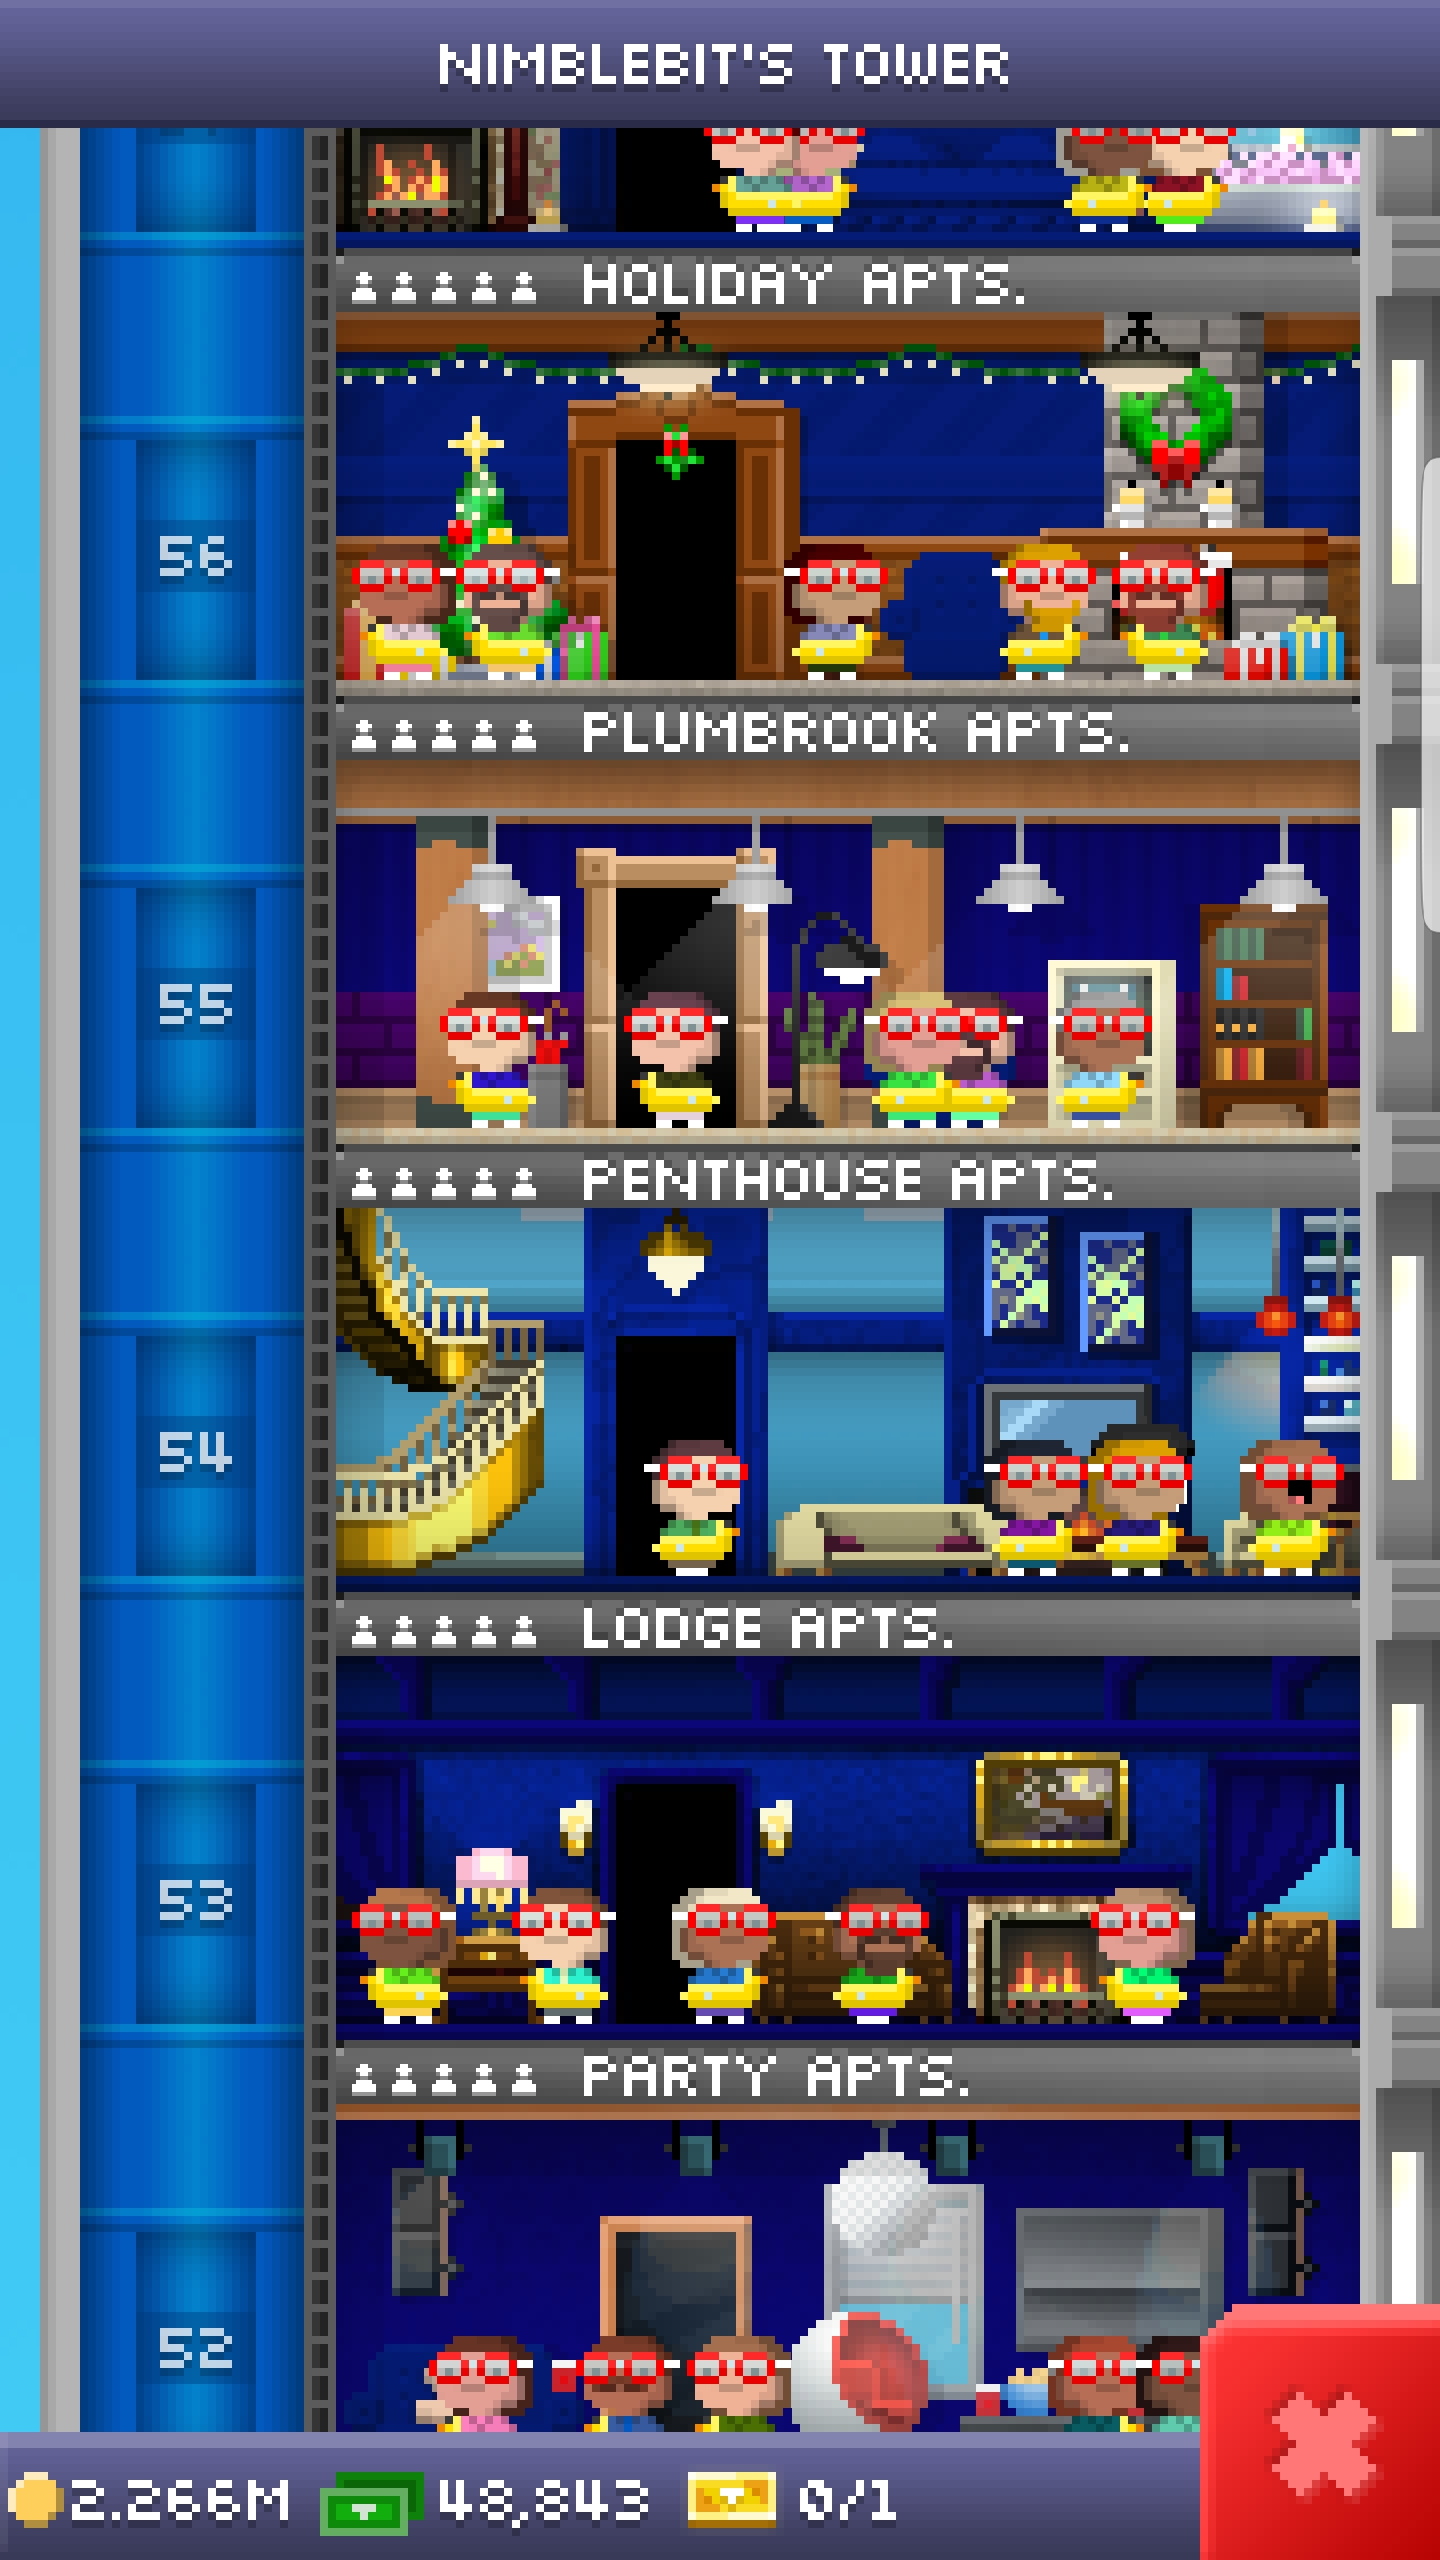 NIMBLEBIT'S TOWER
HOLIDAY APTS.
56
PLUMBROOK APTS.
55
PENTHOUSE APTS.
54
LODGE APTS.
53
PARTY APTS.
52
2.266M 48,843 0/1